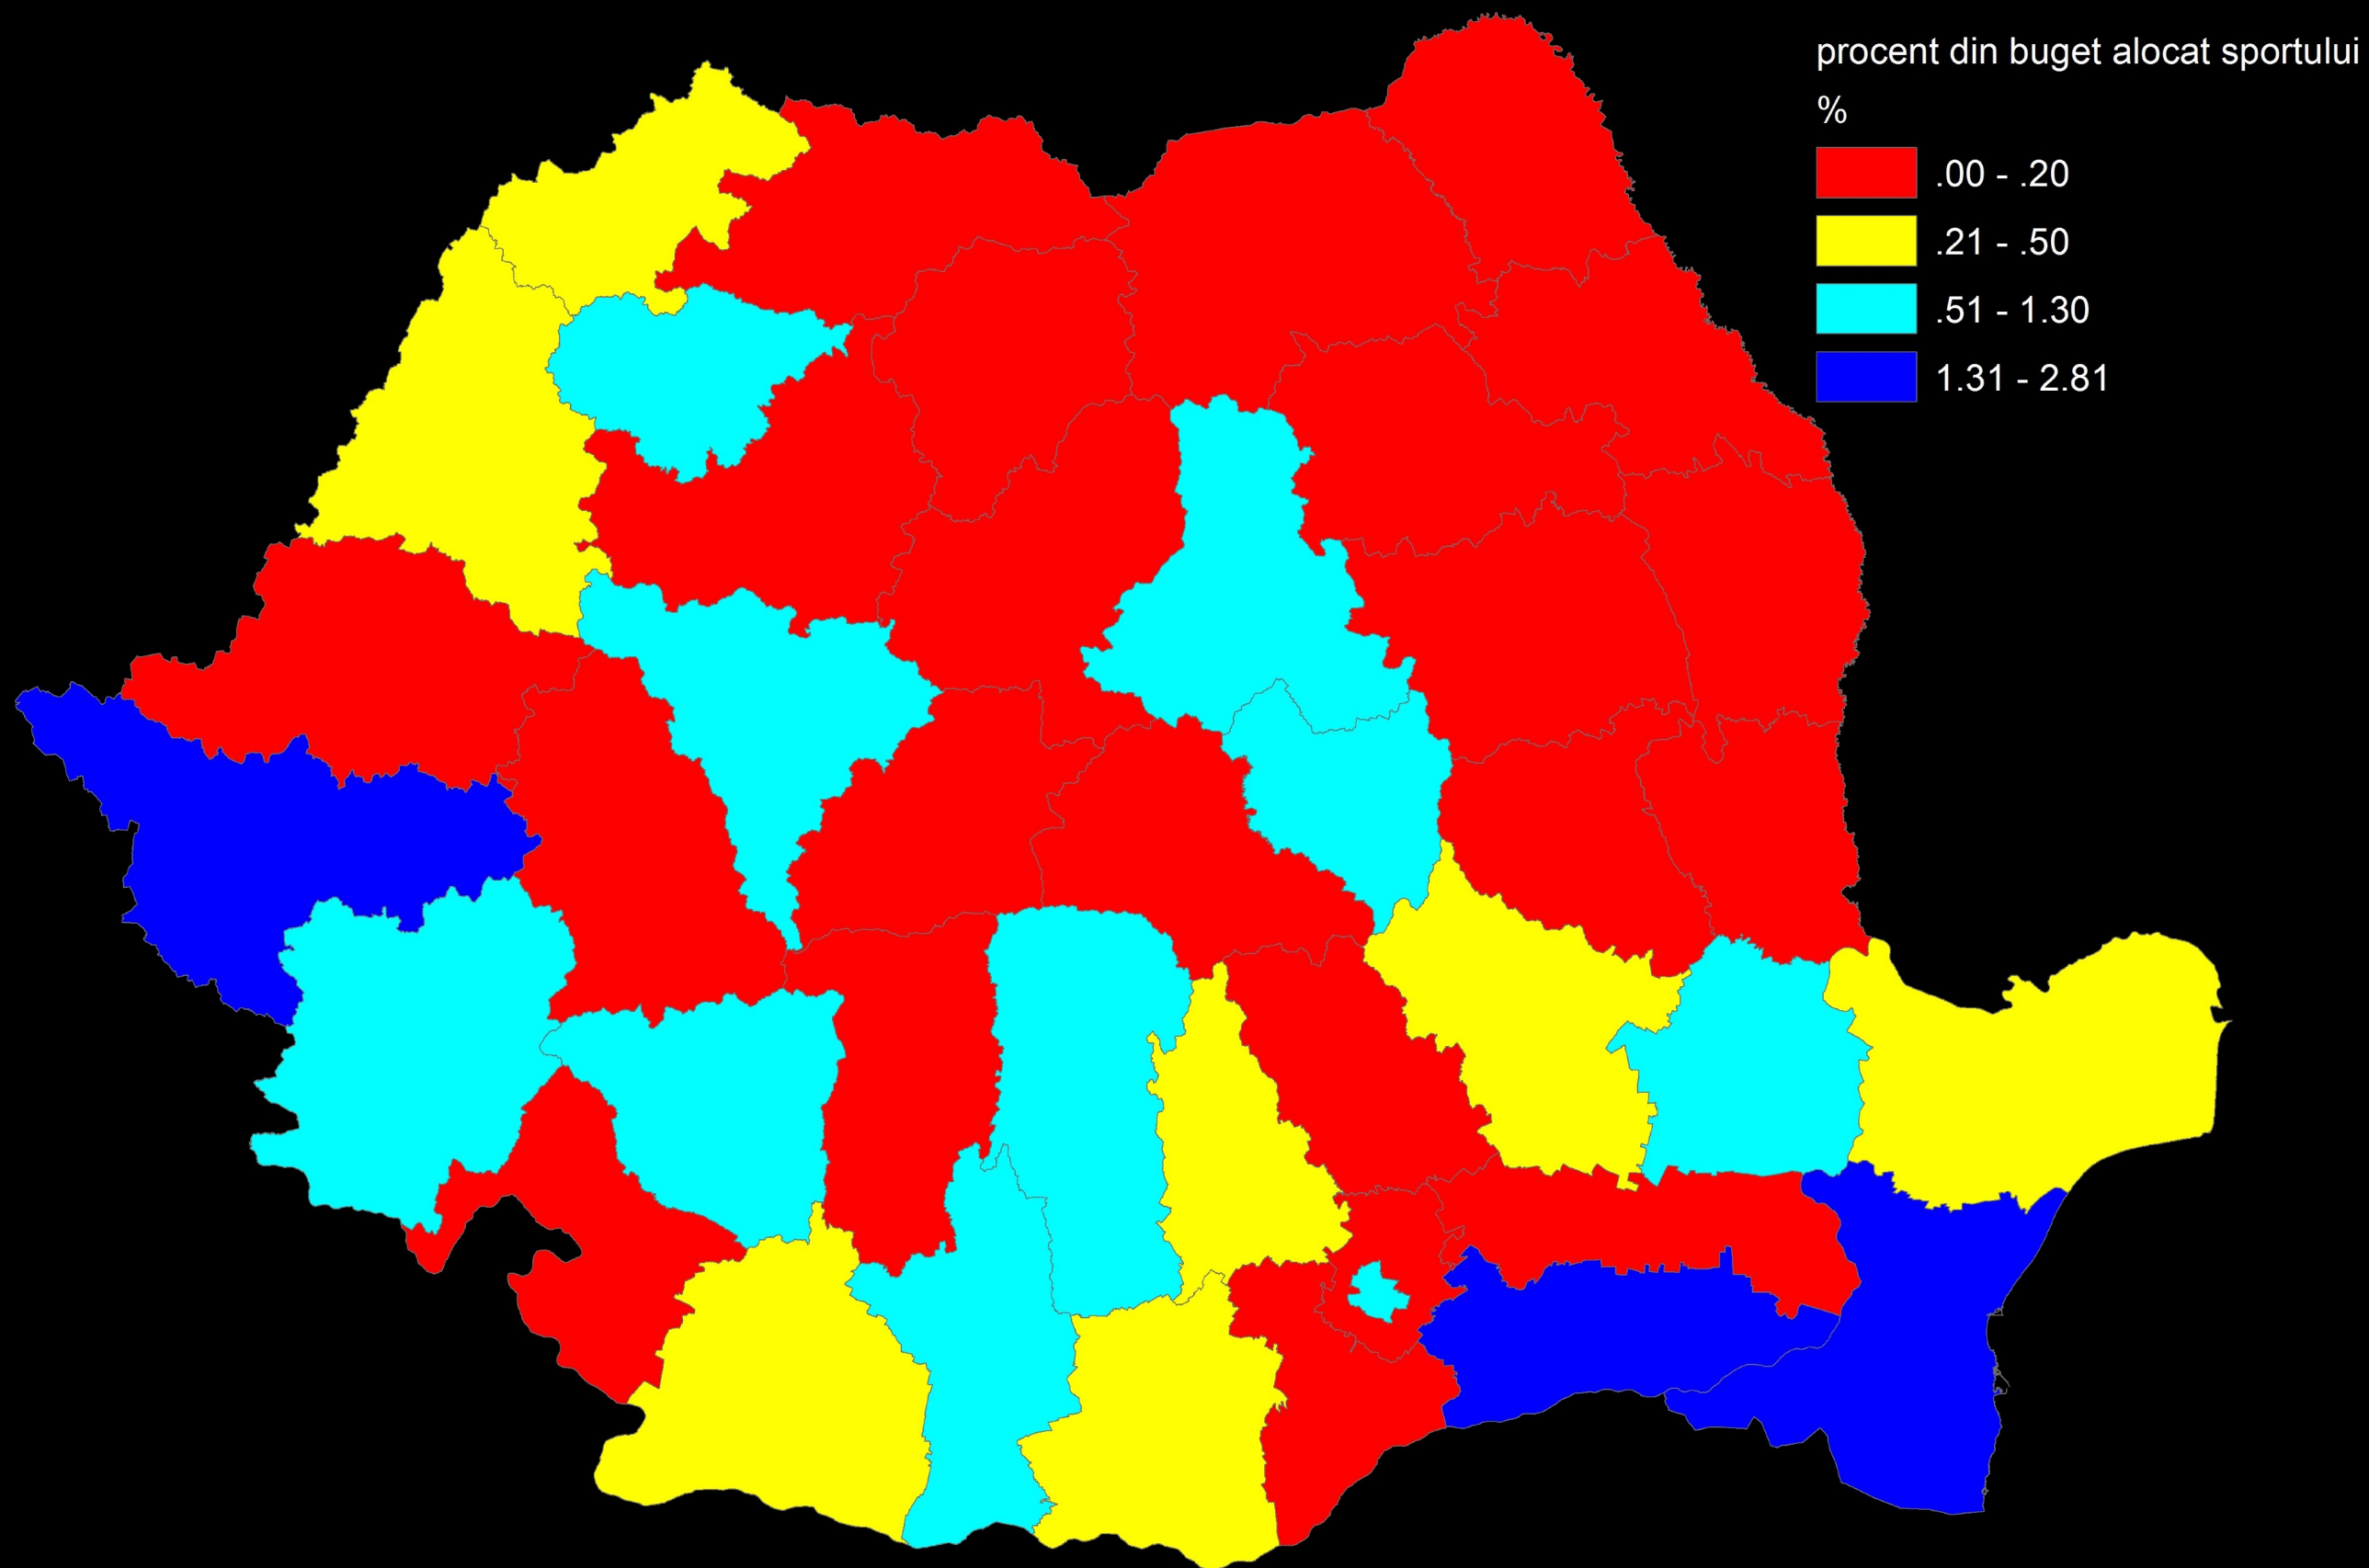 procent din buget alocat sportului
%
.00 - .20
.21 - .50
.51 - 1.30
1.31 - 2.81